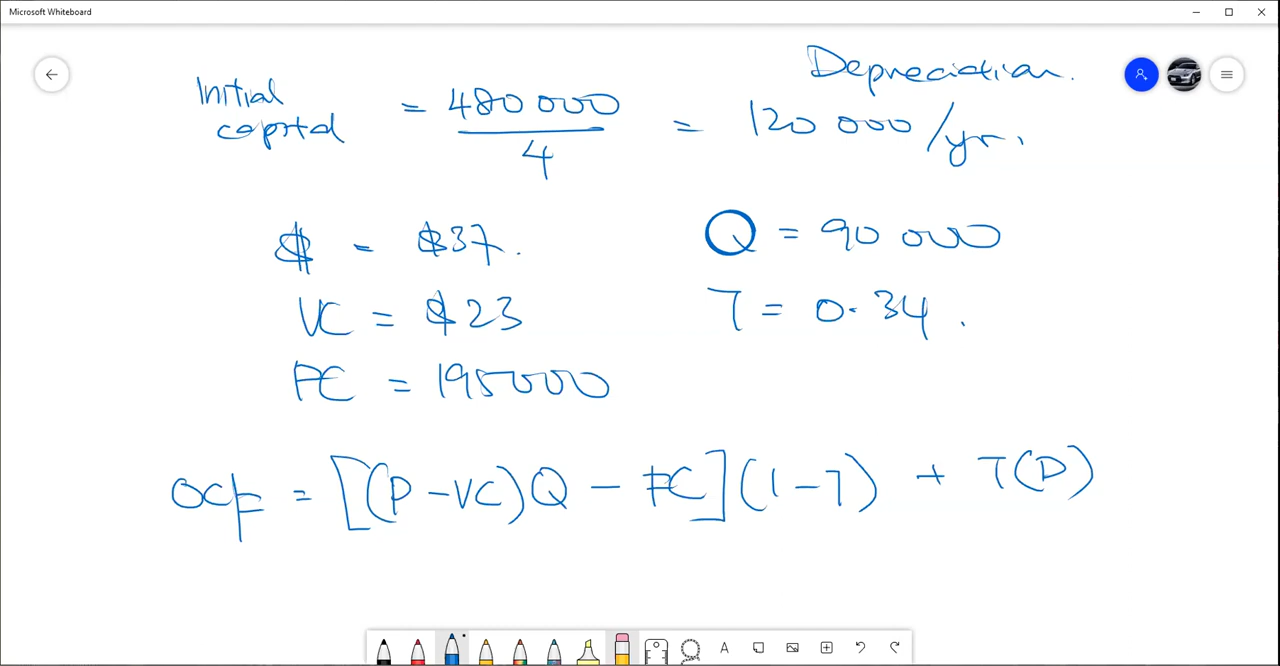 Microsoft Whiteboard
Depreciation.
Initial capital = 480 000 / 4 = 120 000 /yr.
$ = $37.
Q = 90 000
VC = $23
T = 0.34.
FC = 195000
OCF = [(P - VC)Q - FC](1 - T) + T(D)
A